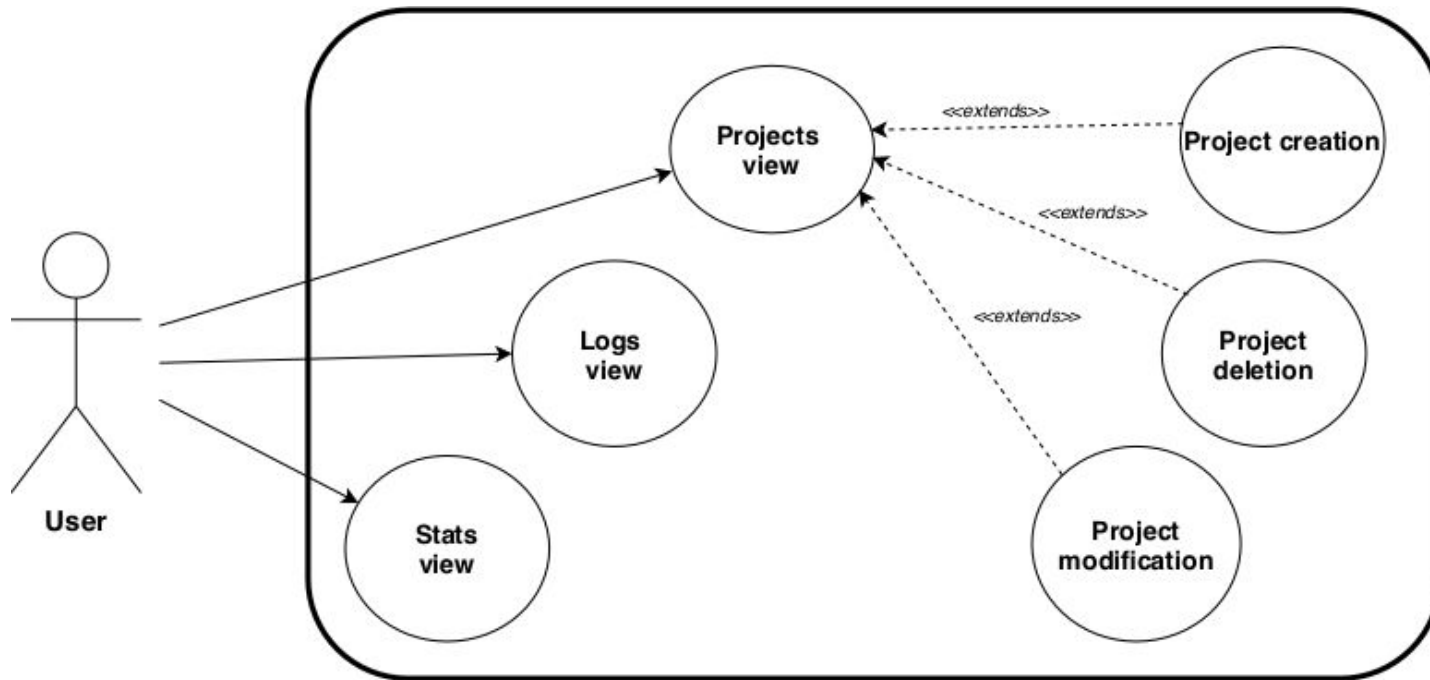 <<extends>>
Projects
view
Project creation
<<extends>>
<<extends>>
Logs
view
Project
deletion
User
Stats
view
Project
modification